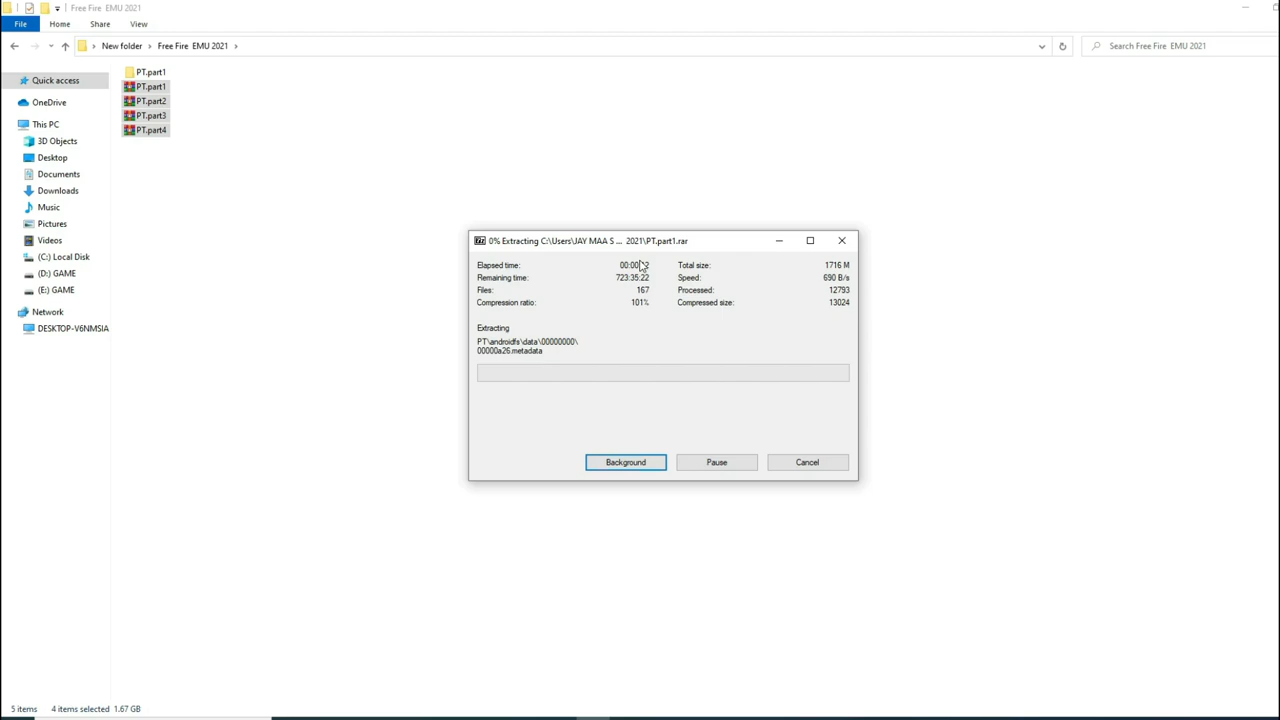 Free Fire EMU 2021
File Home Share View
New folder Free Fire EMU 2021 Search Free Fire EMU 2021
Quick access
OneDrive
This PC
3D Objects
Desktop
Documents
Downloads
Music
Pictures
Videos
(C:) Local Disk
(D:) GAME
(E:) GAME
Network
DESKTOP-V6NMSIA
PT.part1
PT.part1
PT.part2
PT.part3
PT.part4
0% Extracting C:\Users\JAY MAA S ... 2021\PT.part1.rar
Elapsed time: Total size: 1716 M
Remaining time: 723:35:22 Speed: 690 B/s
Files: 167 Processed: 12793
Compression ratio: 101% Compressed size: 13024
Extracting
PT\androidfs\data\00000000\
00000a26.metadata
Background Pause Cancel
5 items 4 items selected 1.67 GB